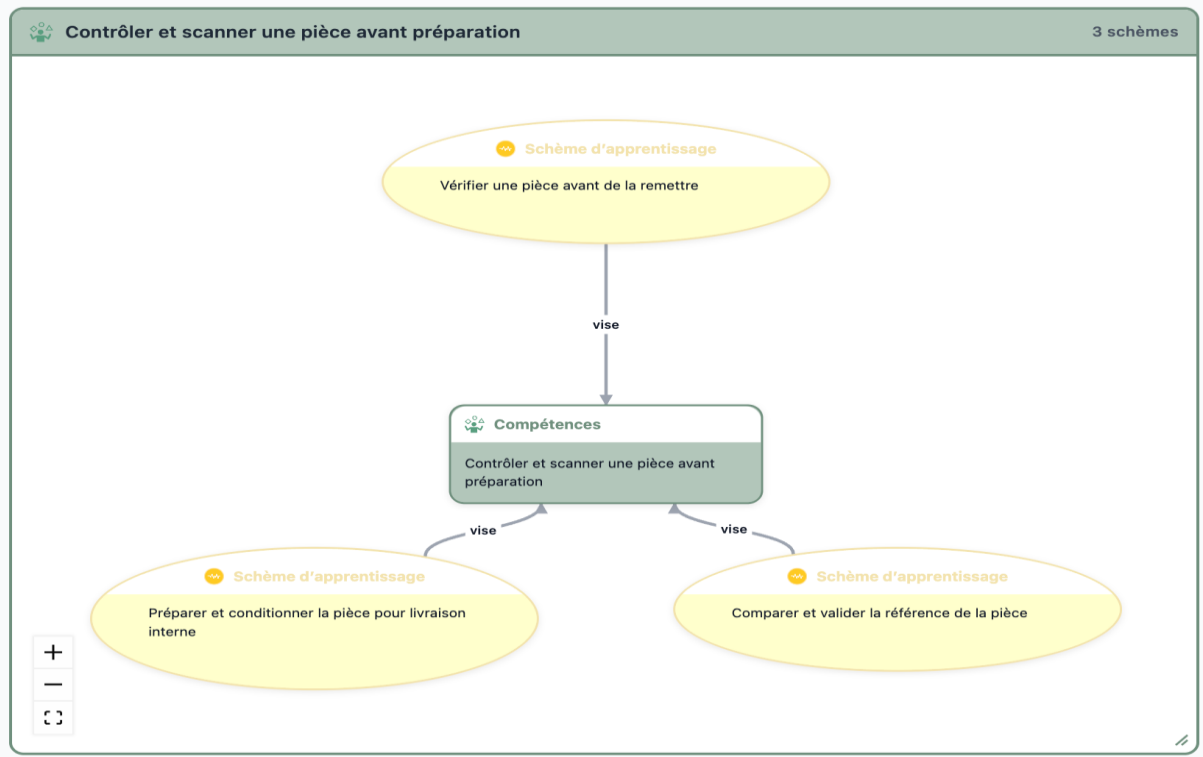 Contrôler et scanner une pièce avant préparation
3 schèmes
Schème d'apprentissage
Vérifier une pièce avant de la remettre
vise
Compétences
Contrôler et scanner une pièce avant
préparation
vise
vise
Schème d'apprentissage
Préparer et conditionner la pièce pour livraison
interne
Schème d'apprentissage
Comparer et valider la référence de la pièce